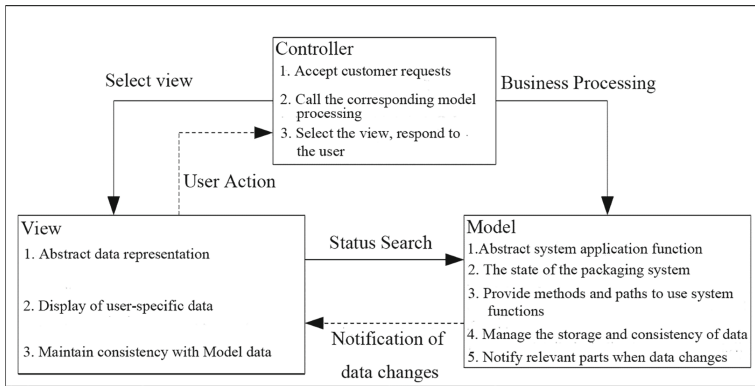 Controller
1. Accept customer requests
2. Call the corresponding model
processing
3. Select the view, respond to
the user
Select view
Business Processing
User Action
View
1. Abstract data representation
2. Display of user-specific data
3. Maintain consistency with Model data
Status Search
Notification of
data changes
Model
1.Abstract system application function
2. The state of the packaging system
3. Provide methods and paths to use system
functions
4. Manage the storage and consistency of data
5. Notify relevant parts when data changes